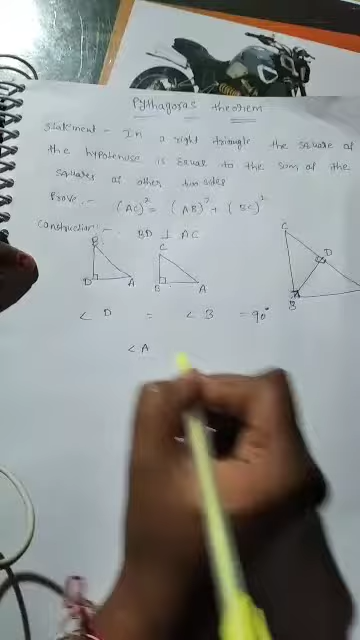 Pythagoras theorem
Statement - In a right triangle the square of
the hypotenuse is Equal to the sum of the
squares of other two sides
Prove :- (AC)² = (AB)² + (BC)²
Construction :- BD ⊥ AC
B
D A
C
B A
C
D
B
∠ D = ∠ B = 90°
∠A